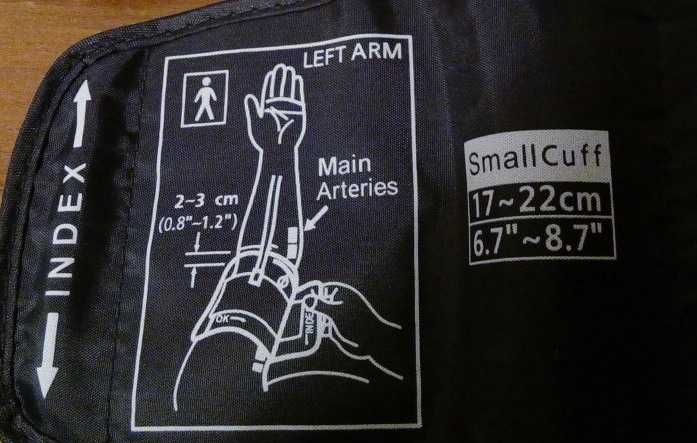 LEFT ARM
INDEX
Main
Arteries
2~3 cm
(0.8"~1.2")
OK
INDE
SmallCuff
17~22cm
6.7"~8.7"